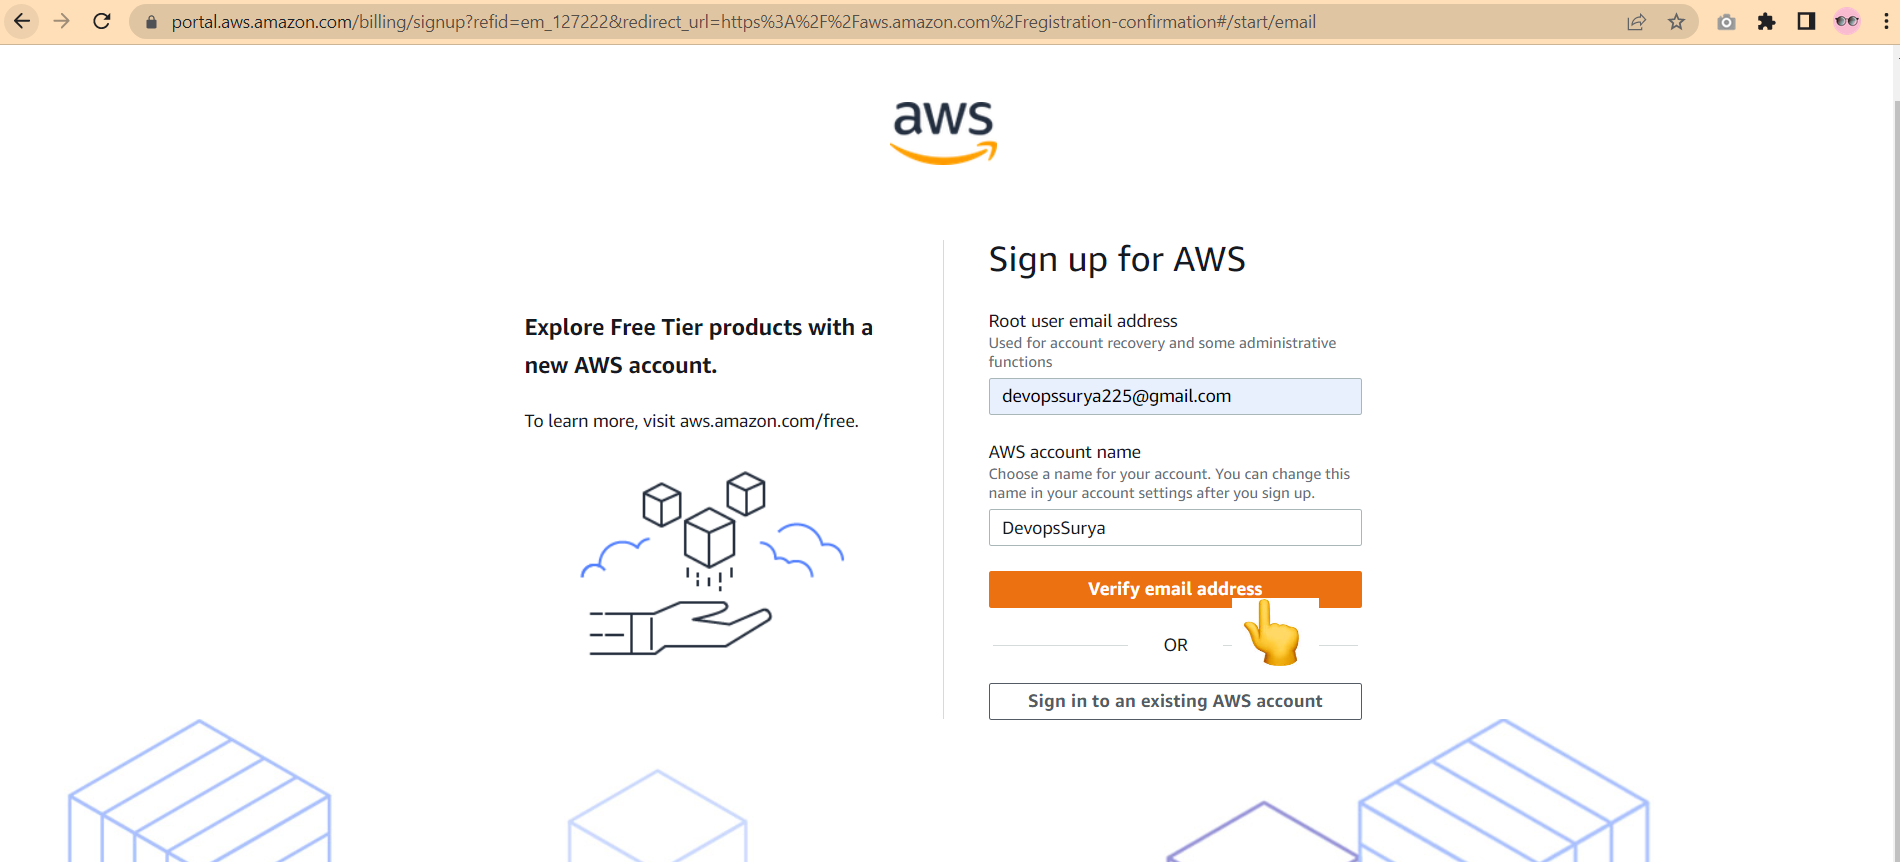 portal.aws.amazon.com/billing/signup?refid=em_127222&redirect_url=https%3A%2F%2Faws.amazon.com%2Fregistration-confirmation#/start/email
aws
Explore Free Tier products with a
new AWS account.
To learn more, visit aws.amazon.com/free.
Sign up for AWS
Root user email address
Used for account recovery and some administrative
functions
devopssurya225@gmail.com
AWS account name
Choose a name for your account. You can change this
name in your account settings after you sign up.
DevopsSurya
Verify email address
OR
Sign in to an existing AWS account